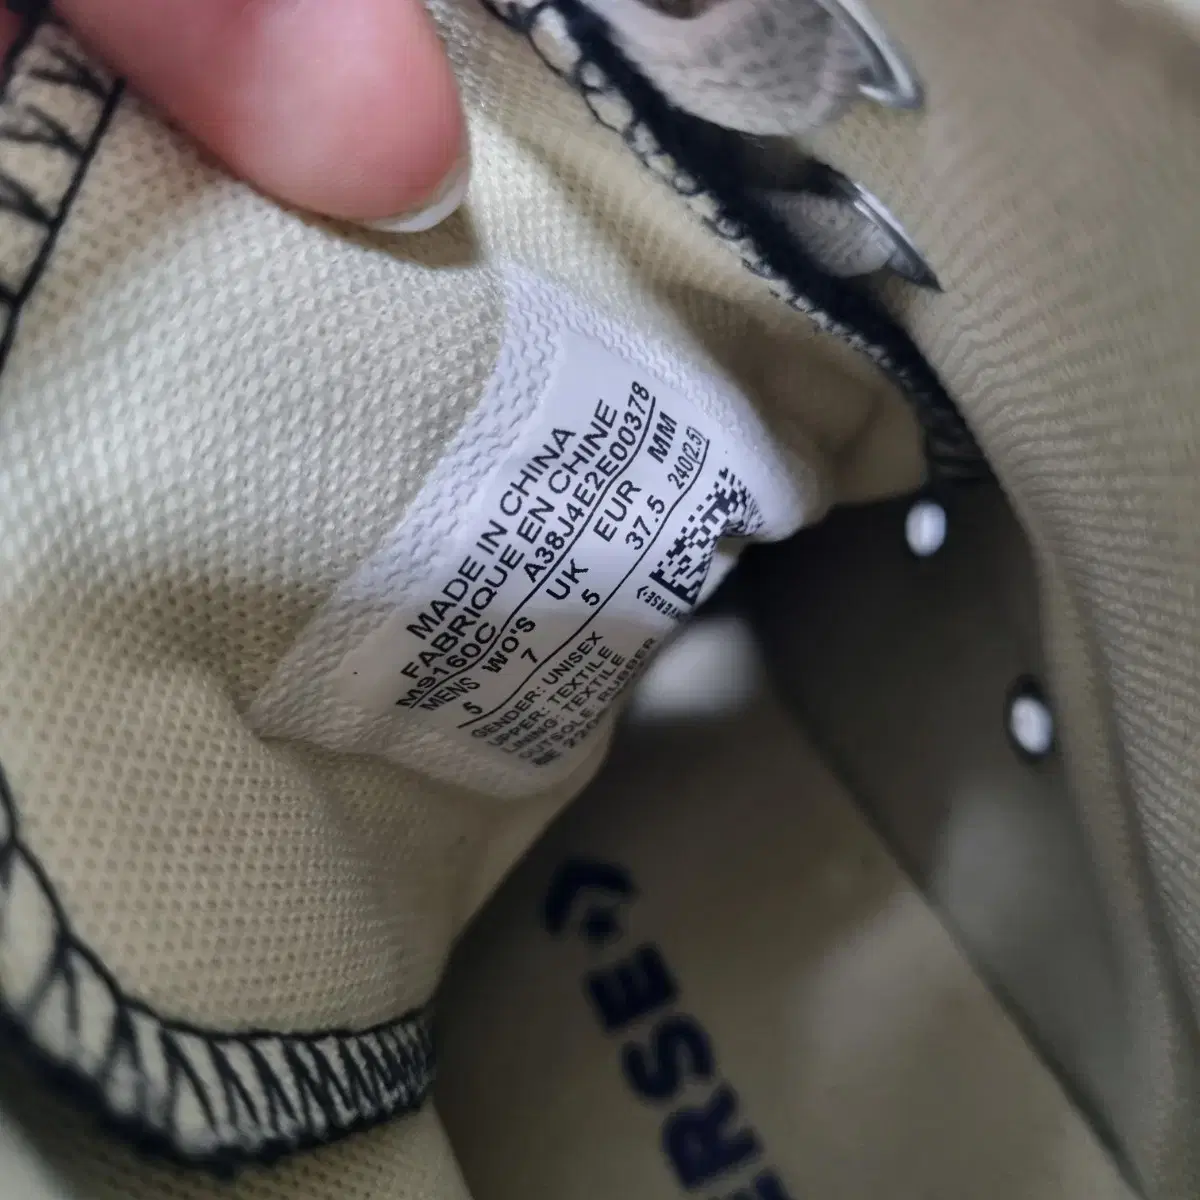 MADE IN CHINA
FABRIQUE EN CHINE
M9160C A38J4E2E00378
MENS WO'S UK EUR MM
5 7 5 37.5 240(2.5)
GENDER: UNISEX
UPPER: TEXTILE
LINING: TEXTILE
OUTSOLE: RUBBER
ERSE